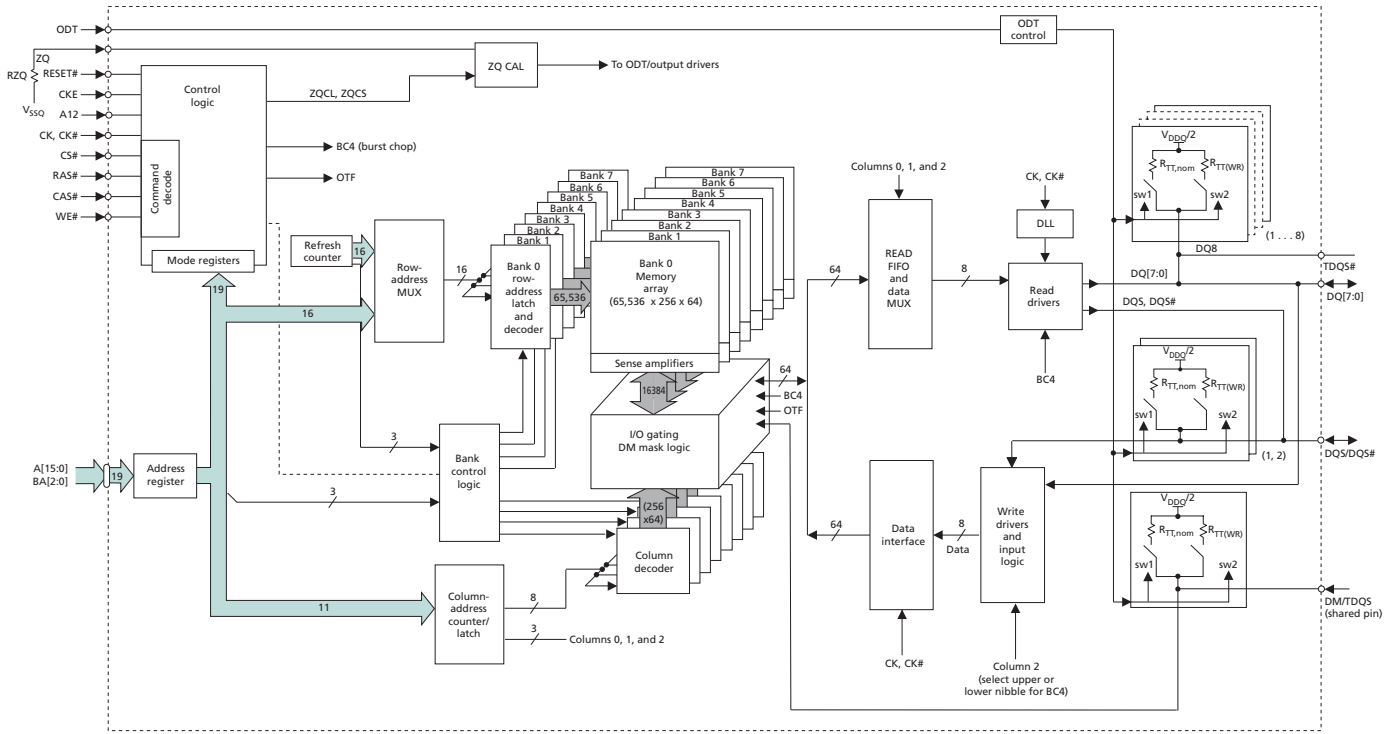 ODT
ODT
control
ZQ
RZQ
V_SSQ
RESET#
CKE
A12
CK, CK#
CS#
RAS#
CAS#
WE#
Control
logic
Command
decode
Mode registers
ZQ CAL
To ODT/output drivers
ZQCL, ZQCS
BC4 (burst chop)
OTF
Refresh
counter
16
Row-
address
MUX
16
19
16
Bank 7
Bank 6
Bank 5
Bank 4
Bank 3
Bank 2
Bank 1
Bank 0
row-
address
latch
and
decoder
65,536
Bank 7
Bank 6
Bank 5
Bank 4
Bank 3
Bank 2
Bank 1
Bank 0
Memory
array
(65,536 x 256 x 64)
Sense amplifiers
16384
64
BC4
OTF
I/O gating
DM mask logic
(256
x64)
Column
decoder
3
Bank
control
logic
3
A[15:0]
BA[2:0]
19
Address
register
11
Column-
address
counter/
latch
8
3
Columns 0, 1, and 2
Columns 0, 1, and 2
64
READ
FIFO
and
data
MUX
8
CK, CK#
DLL
Read
drivers
BC4
DQ8
DQ[7:0]
DQS, DQS#
64
Data
interface
8
Data
Write
drivers
and
input
logic
CK, CK#
Column 2
(select upper or
lower nibble for BC4)
V_DDQ/2
R_TT,nom
R_TT(WR)
sw1
sw2
(1 . . . 8)
TDQS#
DQ[7:0]
V_DDQ/2
R_TT,nom
R_TT(WR)
sw1
sw2
(1, 2)
DQS/DQS#
V_DDQ/2
R_TT,nom
R_TT(WR)
sw1
sw2
DM/TDQS
(shared pin)